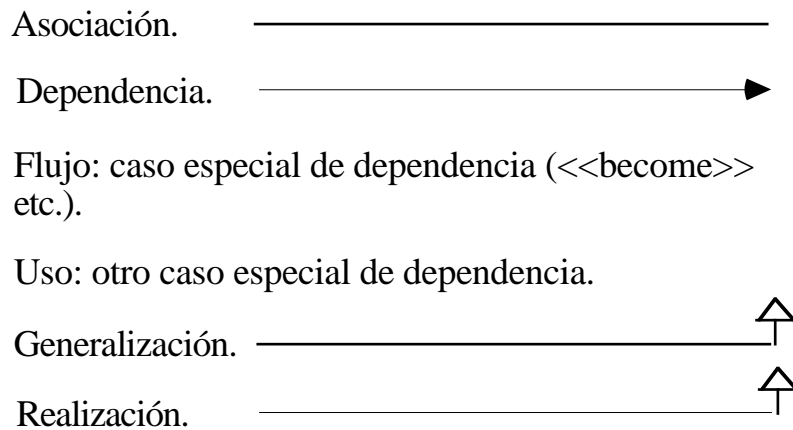 Asociación.
Dependencia.
Flujo: caso especial de dependencia (<<become>>
etc.).
Uso: otro caso especial de dependencia.
Generalización.
Realización.